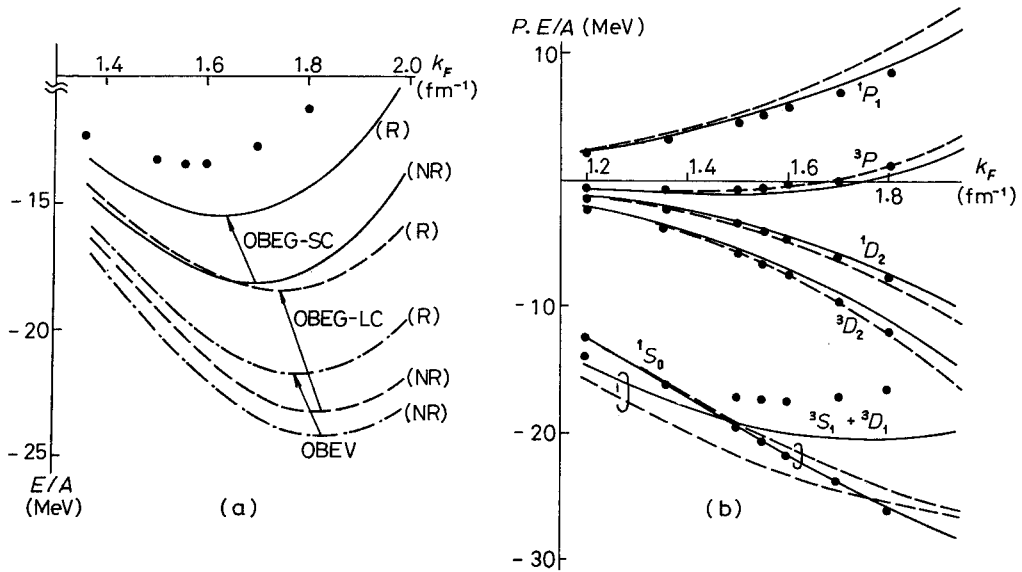 1.4 1.6 1.8 2.0 k_F
(fm⁻¹)
(R)
-15
(NR)
OBEG-SC
(R)
-20
OBEG-LC
(R)
(NR)
(NR)
OBEV
-25
E/A
(MeV)
(a)
P.E/A (MeV)
10
¹P₁
³P
1.2 1.4 1.6 1.8 k_F
(fm⁻¹)
¹D₂
-10
³D₂
¹S₀
³S₁ + ³D₁
-20
(b)
-30